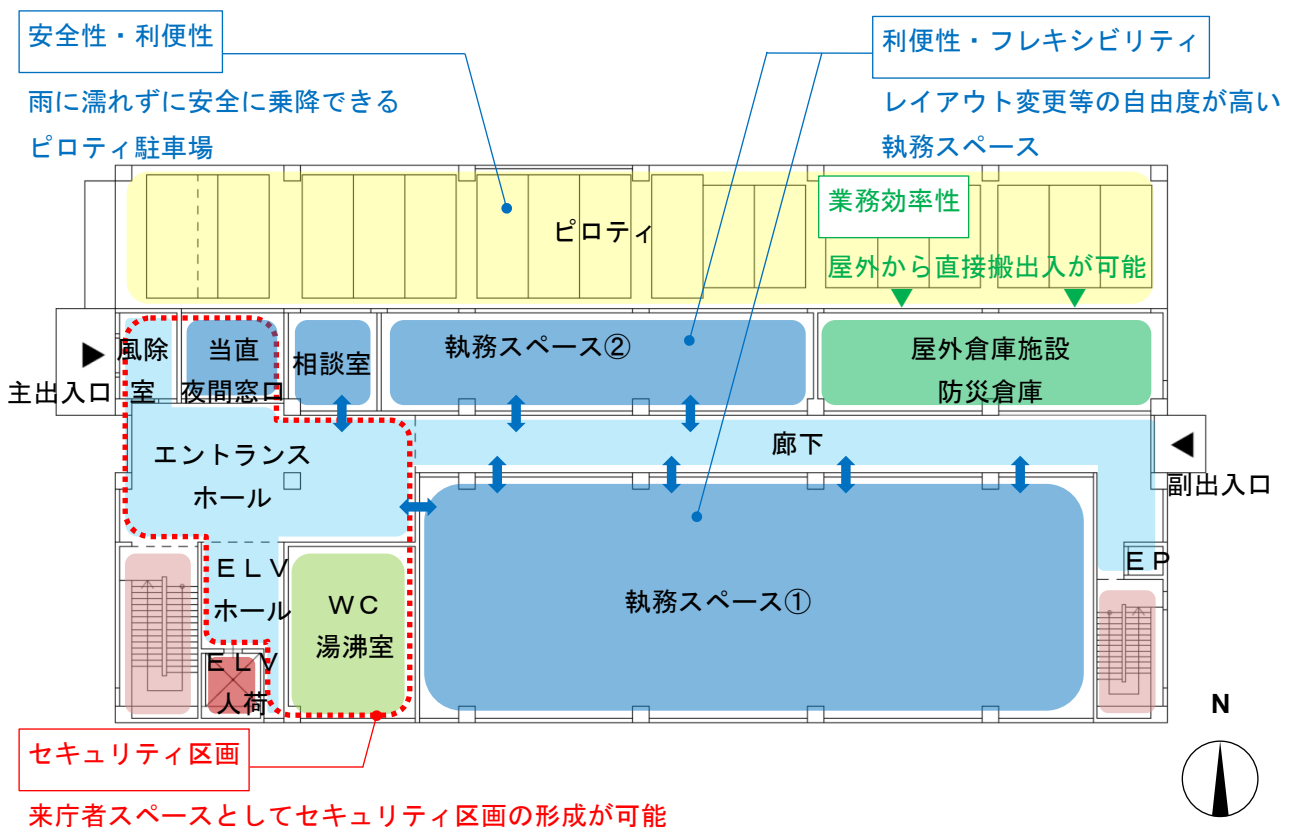 安全性・利便性
雨に濡れずに安全に乗降できる
ピロティ駐車場
利便性・フレキシビリティ
レイアウト変更等の自由度が高い
執務スペース
業務効率性
屋外から直接搬出入が可能
ピロティ
主出入口
風除
室
当直
夜間窓口
相談室
執務スペース②
屋外倉庫施設
防災倉庫
エントランス
ホール
廊下
副出入口
ＥＬＶ
ホール
ＥＬＶ
人荷
ＷＣ
湯沸室
執務スペース①
ＥＰ
N
セキュリティ区画
来庁者スペースとしてセキュリティ区画の形成が可能